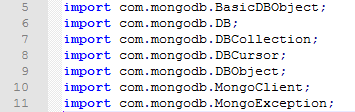 5 import com.mongodb.BasicDBObject;
6 import com.mongodb.DB;
7 import com.mongodb.DBCollection;
8 import com.mongodb.DBCursor;
9 import com.mongodb.DBObject;
10 import com.mongodb.MongoClient;
11 import com.mongodb.MongoException;